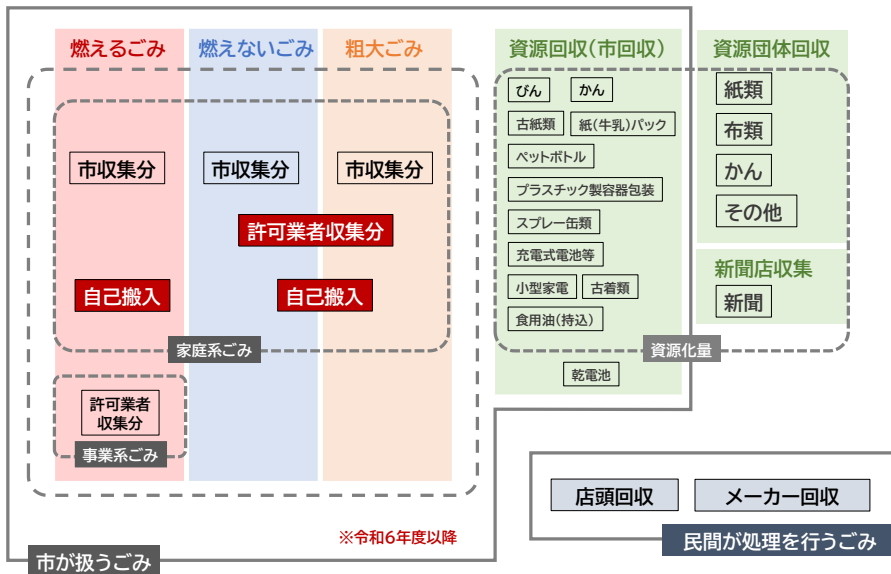 燃えるごみ
燃えないごみ
粗大ごみ
資源回収(市回収)
資源団体回収
市収集分
市収集分
市収集分
許可業者収集分
自己搬入
自己搬入
家庭系ごみ
許可業者
収集分
事業系ごみ
びん
かん
古紙類
紙(牛乳)パック
ペットボトル
プラスチック製容器包装
スプレー缶類
充電式電池等
小型家電
古着類
食用油(持込)
乾電池
紙類
布類
かん
その他
新聞店収集
新聞
資源化量
店頭回収
メーカー回収
民間が処理を行うごみ
※令和6年度以降
市が扱うごみ